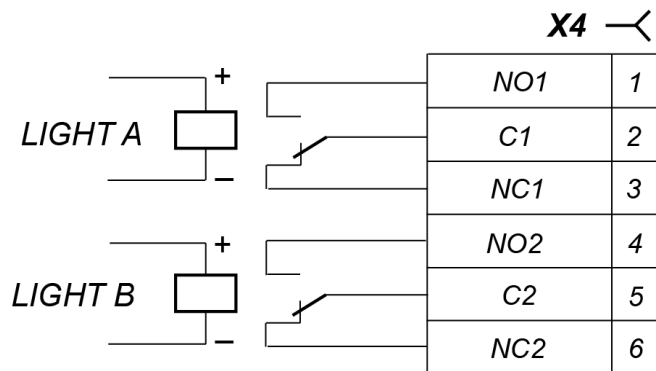 X4
+
NO1 1
LIGHT A
C1 2
–
NC1 3
+
NO2 4
LIGHT B
C2 5
–
NC2 6